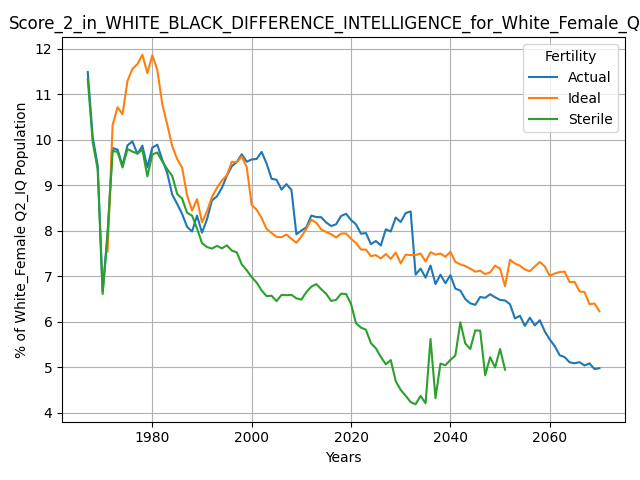 Score_2_in_WHITE_BLACK_DIFFERENCE_INTELLIGENCE_for_White_Female_Q
12
11
10
9
8
7
6
5
4
% of White_Female Q2_IQ Population
Fertility
Actual
Ideal
Sterile
1980
2000
2020
2040
2060
Years